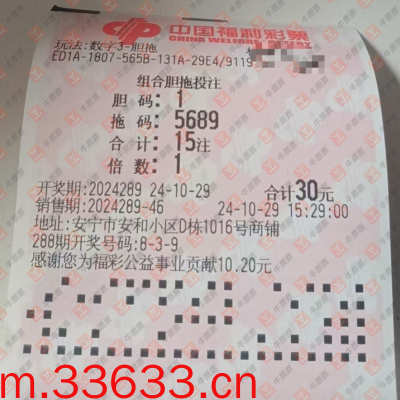 中国福利彩票
CHINA WELFARE
玩法:数字3-胆拖
ED1A-1807-565B-131A-29E4/9119
组合胆拖投注
胆 码: 1
拖 码: 5689
合 计: 15注
倍 数: 1
开奖期:2024289 24-10-29 合计30元
销售期:2024289-46 24-10-29 15:29:00
地址:安宁市安和小区D栋1016号商铺
288期开奖号码:8-3-9
感谢您为福彩公益事业贡献10.20元
m.33633.cn